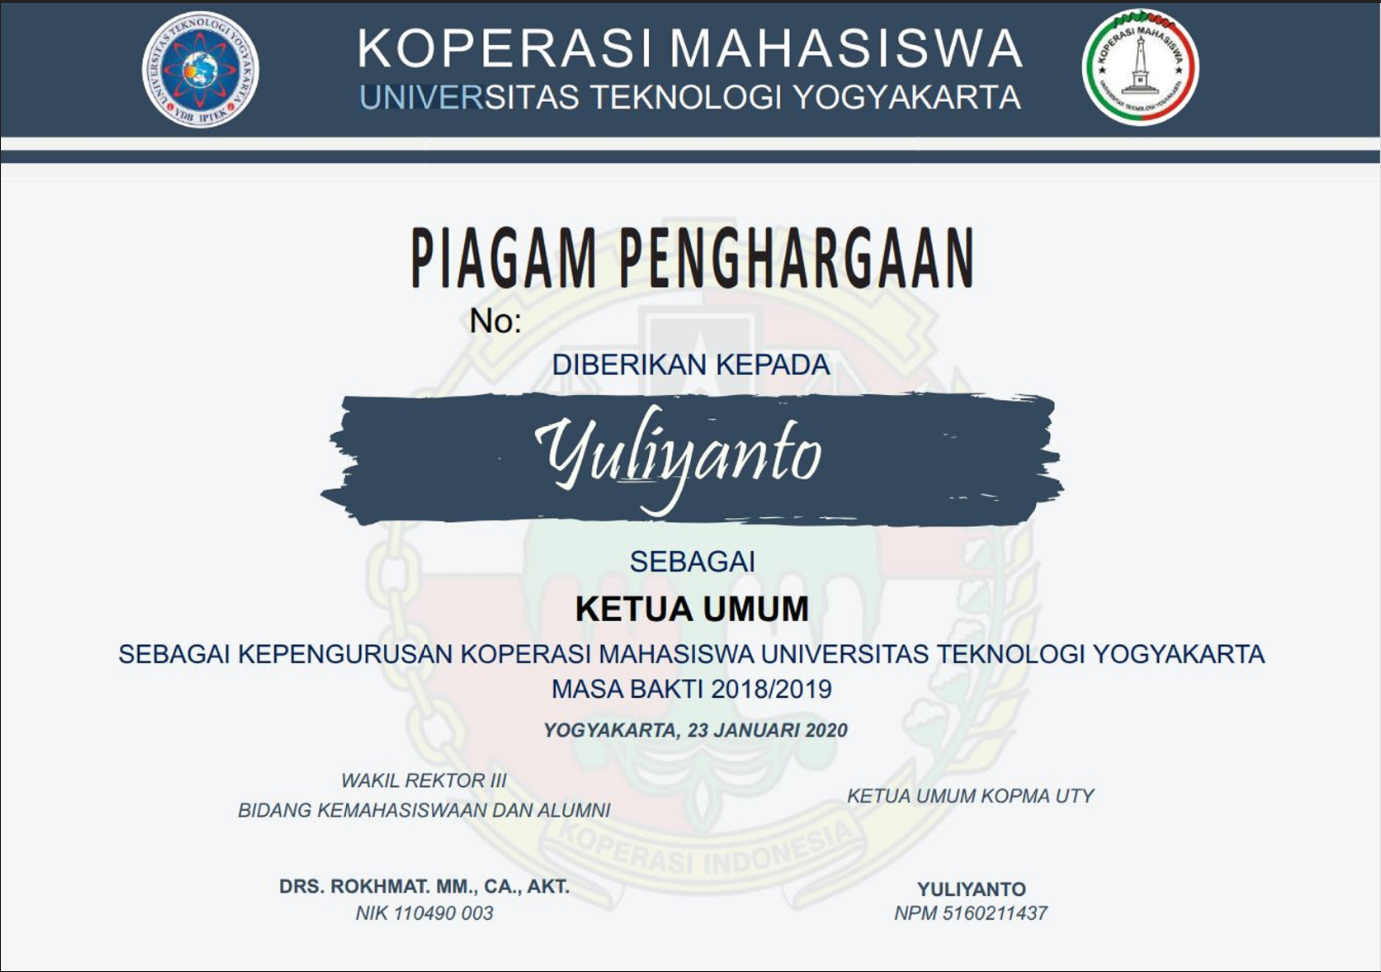 KOPERASI MAHASISWA
UNIVERSITAS TEKNOLOGI YOGYAKARTA
UNIVERSITAS TEKNOLOGI YOGYAKARTA
YDB IPTEK
KOPERASI MAHASISWA
UNIVERSITAS TEKNOLOGI YOGYAKARTA
PIAGAM PENGHARGAAN
No:
DIBERIKAN KEPADA
Yuliyanto
SEBAGAI
KETUA UMUM
SEBAGAI KEPENGURUSAN KOPERASI MAHASISWA UNIVERSITAS TEKNOLOGI YOGYAKARTA
MASA BAKTI 2018/2019
YOGYAKARTA, 23 JANUARI 2020
WAKIL REKTOR III
BIDANG KEMAHASISWAAN DAN ALUMNI
KETUA UMUM KOPMA UTY
KOPERASI INDONESIA
DRS. ROKHMAT. MM., CA., AKT.
NIK 110490 003
YULIYANTO
NPM 5160211437